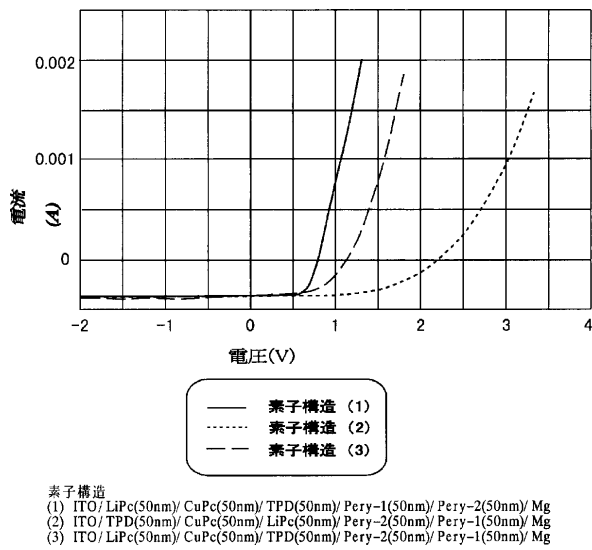 0.002
0.001
0
電流
(A)
-2
-1
0
1
2
3
4
電圧(V)
素子構造 (1)
素子構造 (2)
素子構造 (3)
素子構造
(1) ITO/LiPc(50nm)/CuPc(50nm)/TPD(50nm)/Pery-1(50nm)/Pery-2(50nm)/Mg
(2) ITO/TPD(50nm)/CuPc(50nm)/LiPc(50nm)/Pery-2(50nm)/Pery-1(50nm)/Mg
(3) ITO/LiPc(50nm)/CuPc(50nm)/TPD(50nm)/Pery-2(50nm)/Pery-1(50nm)/Mg